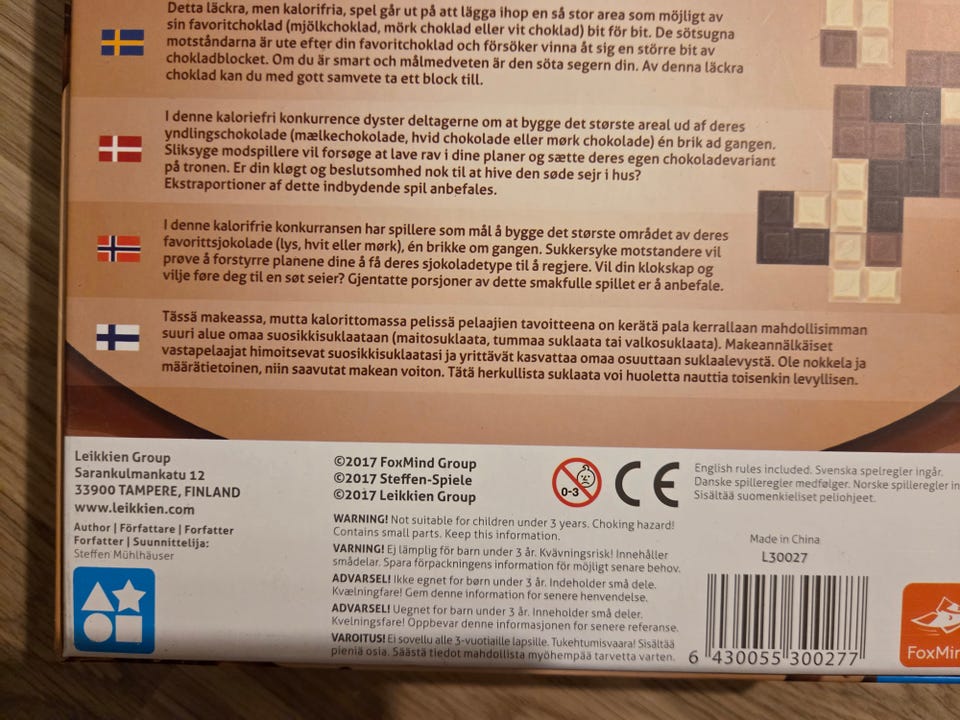 Detta läckra, men kalorifria, spel går ut på att lägga ihop en så stor area som möjligt av
sin favoritchoklad (mjölkchoklad, mörk choklad eller vit choklad) bit för bit. De sötsugna
motståndarna är ute efter din favoritchoklad och försöker vinna åt sig en större bit av
chokladblocket. Om du är smart och målmedveten är den söta segern din. Av denna läckra
choklad kan du med gott samvete ta ett block till.
I denne kaloriefri konkurrence dyster deltagerne om at bygge det største areal ud af deres
yndlingschokolade (mælkechokolade, hvid chokolade eller mørk chokolade) én brik ad gangen.
Sliksyge modspillere vil forsøge at lave rav i dine planer og sætte deres egen chokoladevariant
på tronen. Er din kløgt og beslutsomhed nok til at hive den søde sejr i hus?
Ekstraportioner af dette indbydende spil anbefales.
I denne kalorifrie konkurransen har spillere som mål å bygge det største området av deres
favorittsjokolade (lys, hvit eller mørk), én brikke om gangen. Sukkersyke motstandere vil
prøve å forstyrre planene dine å få deres sjokoladetype til å regjere. Vil din klokskap og
vilje føre deg til en søt seier? Gjentatte porsjoner av dette smakfulle spillet er å anbefale.
Tässä makeassa, mutta kalorittomassa pelissä pelaajien tavoitteena on kerätä pala kerrallaan mahdollisimman
suuri alue omaa suosikkisuklaataan (maitosuklaata, tummaa suklaata tai valkosuklaata). Makeannälkäiset
vastapelaajat himoitsevat suosikkisuklaatasi ja yrittävät kasvattaa omaa osuuttaan suklaalevystä. Ole nokkela ja
määrätietoinen, niin saavutat makean voiton. Tätä herkullista suklaata voi huoletta nauttia toisenkin levyllisen.
Leikkien Group
Sarankulmankatu 12
33900 TAMPERE, FINLAND
www.leikkien.com
Author | Författare | Forfatter
Forfatter | Suunnittelija:
Steffen Mühlhäuser
©2017 FoxMind Group
©2017 Steffen-Spiele
©2017 Leikkien Group
WARNING! Not suitable for children under 3 years. Choking hazard!
Contains small parts. Keep this information.
VARNING! Ej lämplig för barn under 3 år. Kvävningsrisk! Innehåller
smådelar. Spara förpackningens information för möjligt senare behov.
ADVARSEL! Ikke egnet for børn under 3 år. Indeholder små dele.
Kvælningfare! Gem denne information for senere henvendelse.
ADVARSEL! Uegnet for barn under 3 år. Inneholder små deler.
Kvelningsfare! Oppbevar denne informasjonen for senere referanse.
VAROITUS! Ei sovellu alle 3-vuotiaille lapsille. Tukehtumisvaara! Sisältää
pieniä osia. Säästä tiedot mahdollista myöhempää tarvetta varten.
0-3
CE
English rules included. Svenska spelregler ingår.
Danske spilleregler medfølger. Norske spilleregler
Sisältää suomenkieliset peliohjeet.
Made in China
L30027
6 430055 300277
FoxMin